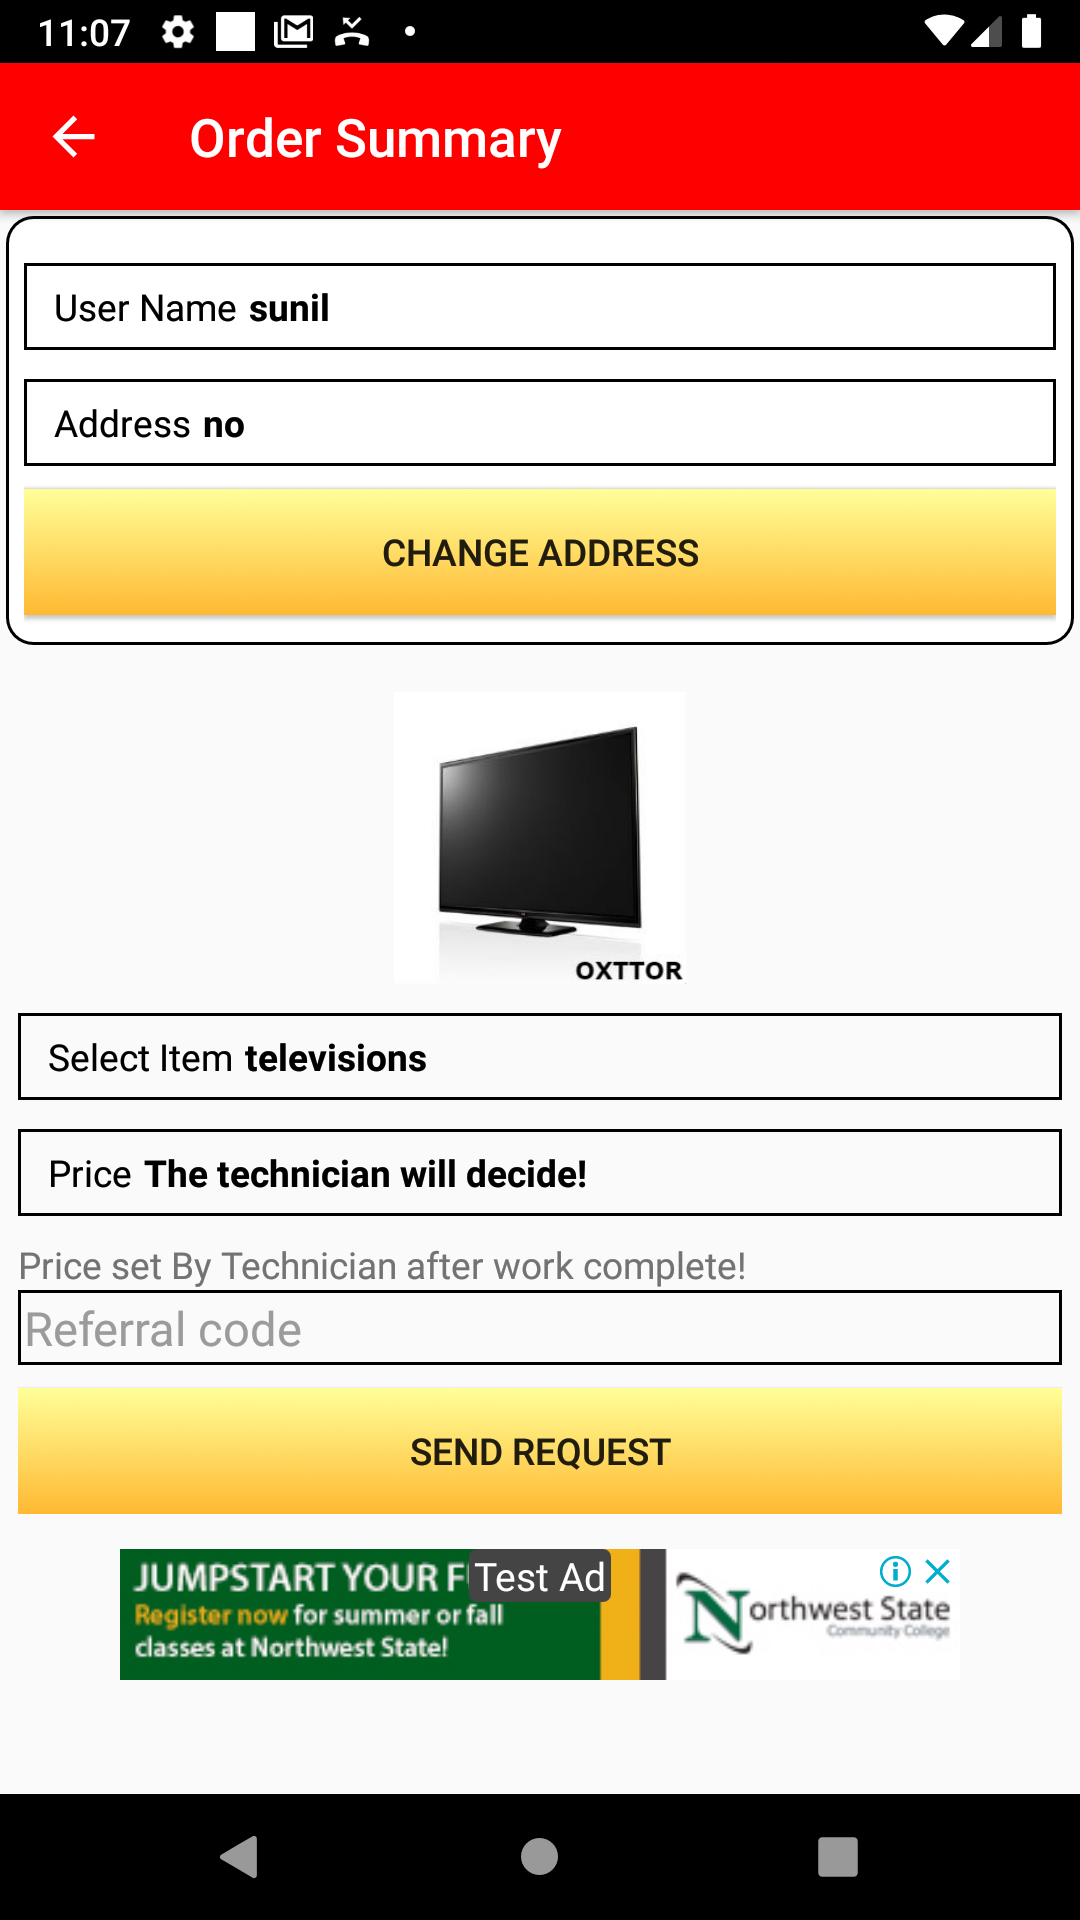 11:07
Order Summary
User Name sunil
Address no
CHANGE ADDRESS
OXTTOR
Select Item televisions
Price The technician will decide!
Price set By Technician after work complete!
Referral code
SEND REQUEST
JUMPSTART YOUR F
Test Ad
Register now for summer or fall
classes at Northwest State!
Northwest State
Community College